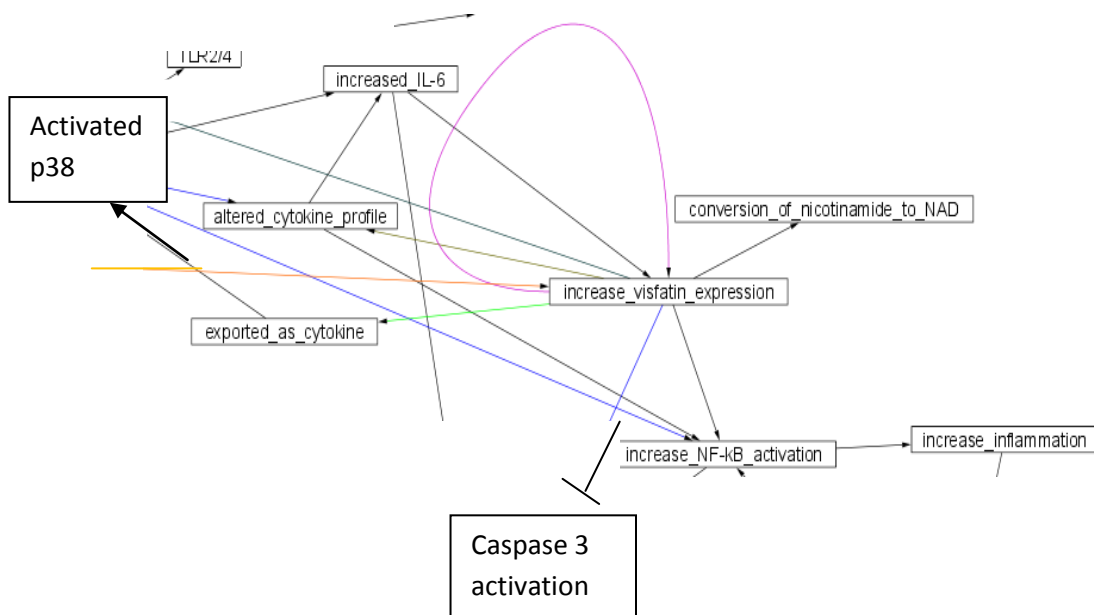 TLR2/4
increased_IL-6
Activated
p38
altered_cytokine_profile
conversion_of_nicotinamide_to_NAD
increase_visfatin_expression
exported_as_cytokine
increase_NF-kB_activation
increase_inflammation
Caspase 3
activation